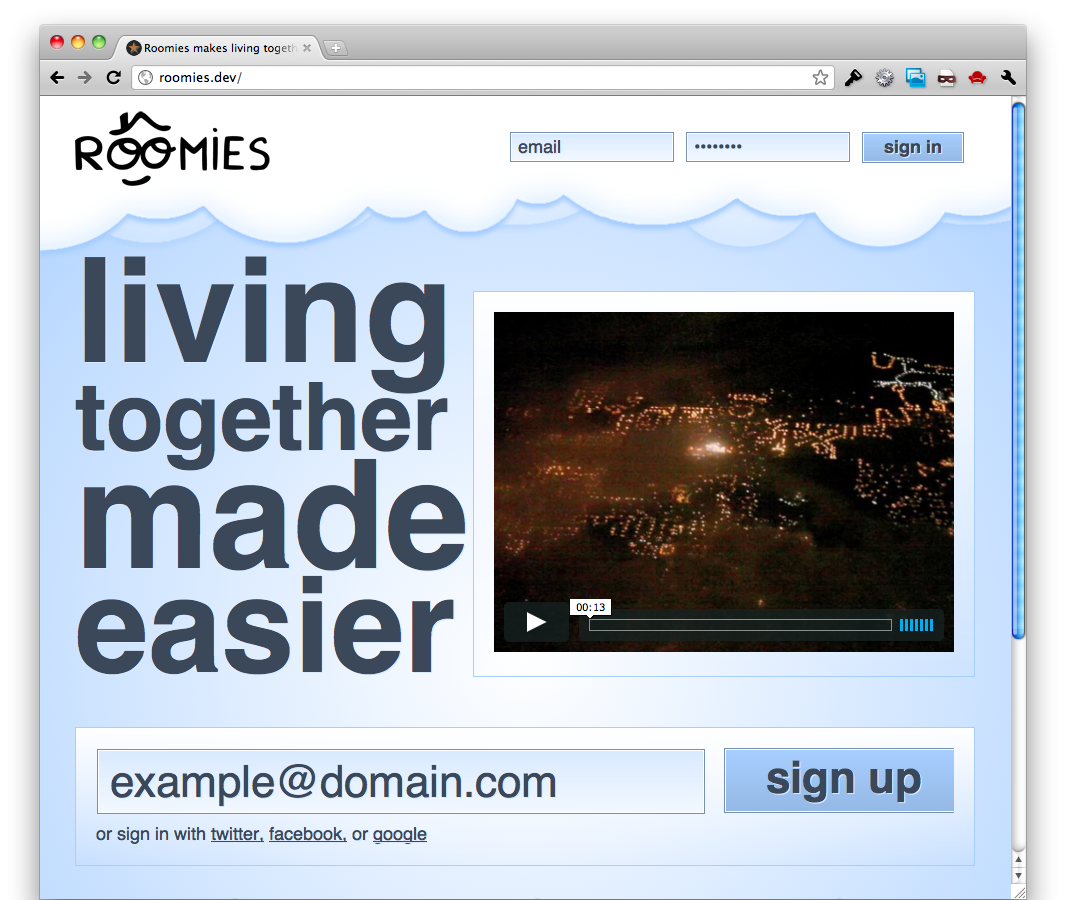 Roomies makes living togeth
roomies.dev/
ROOMiES
email
••••••••
sign in
living
together
made
easier
00:13
example@domain.com
sign up
or sign in with twitter, facebook, or google